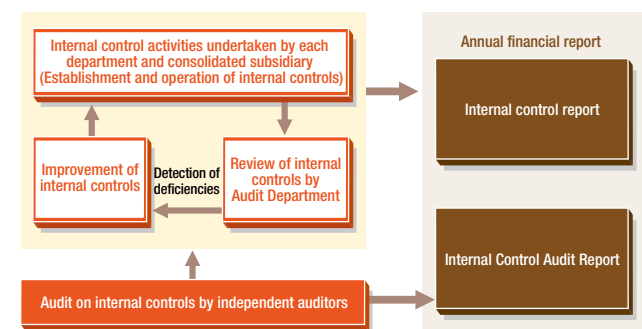 Internal control activities undertaken by each
department and consolidated subsidiary
(Establishment and operation of internal controls)
Improvement of
internal controls
Detection of
deficiencies
Review of internal
controls by
Audit Department
Audit on internal controls by independent auditors
Annual financial report
Internal control report
Internal Control Audit Report